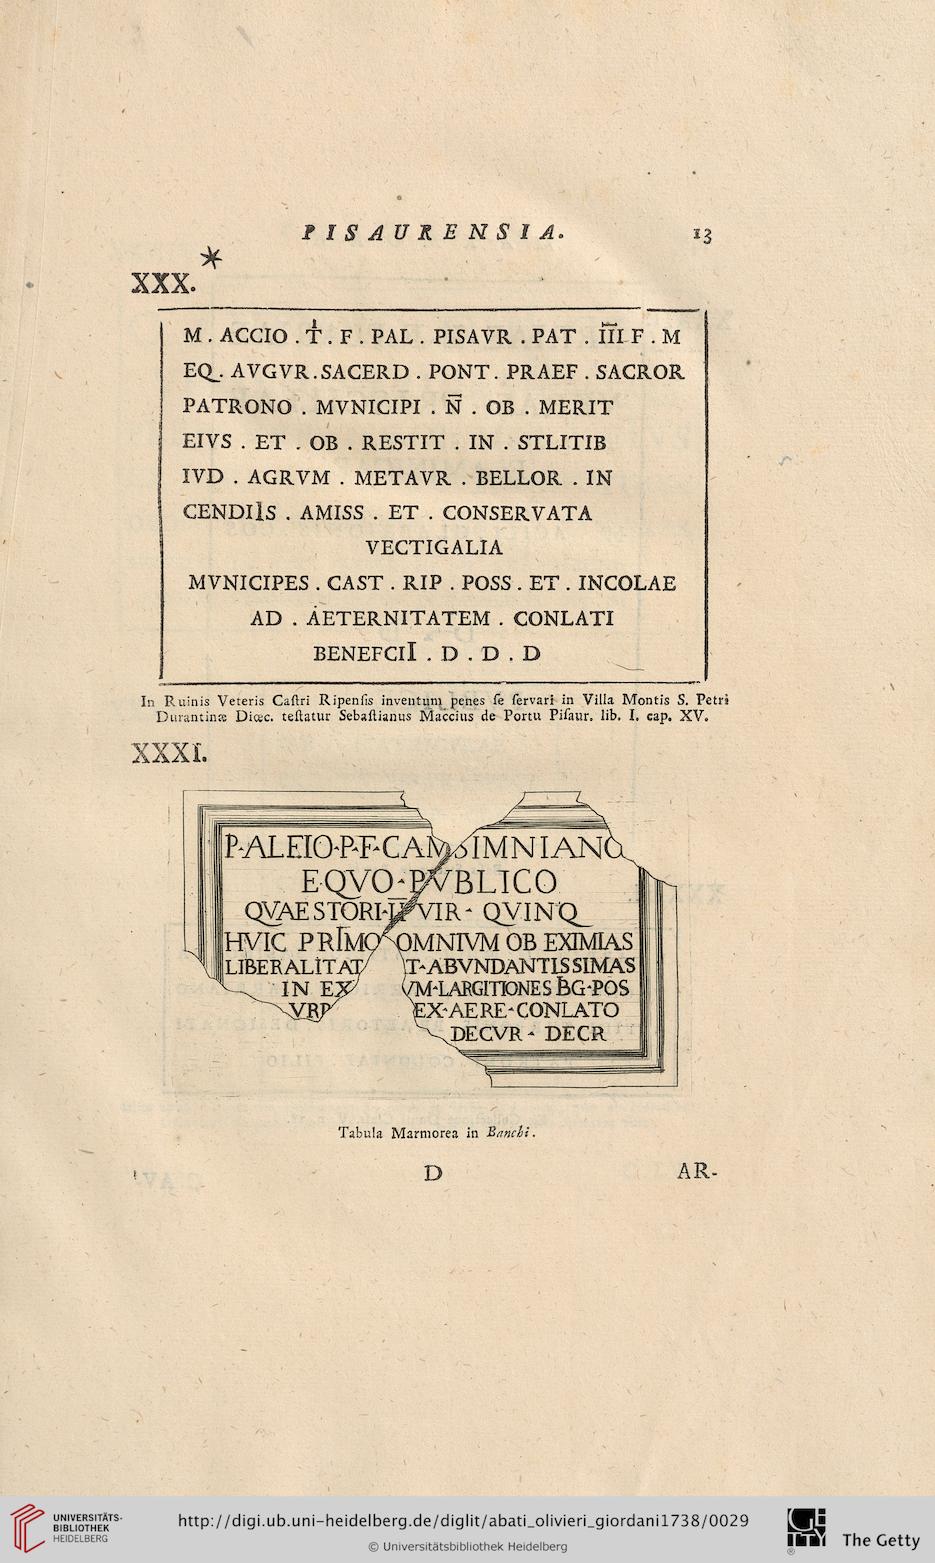 PISAURENSIA. 13
XXX. *
M . ACCIO . T . F . PAL . PISAVR . PAT . I̅I̅I̅ F . M
EQ . AVGVR . SACERD . PONT . PRAEF . SACROR
PATRONO . MVNICIPI . N̅ . OB . MERIT
EIVS . ET . OB . RESTIT . IN . STLITIB
IVD . AGRVM . METAVR . BELLOR . IN
CENDIIS . AMISS . ET . CONSERVATA
VECTIGALIA
MVNICIPES . CAST . RIP . POSS . ET . INCOLAE
AD . AETERNITATEM . CONLATI
BENEFCII . D . D . D
In Ruinis Veteris Caſtri Ripenſis inventum penes ſe ſervari in Villa Montis S. Petri
Durantinæ Diœc. teſtatur Sebaſtianus Maccius de Portu Piſaur. lib. I. cap. XV.
XXXI.
P·ALFIO·P·F·CAM SIMNIANO
EQVO·PVBLICO
QVAESTORI·I̅I̅ VIR· QVINQ
HVIC PRIMO OMNIVM OB EXIMIAS
LIBERALITAT T·ABVNDANTISSIMAS
IN EX VM·LARGITIONES BG·POS
VRP EX·AERE·CONLATO
DECVR· DECR
Tabula Marmorea in Banchi.
D AR-
UNIVERSITÄTS-
BIBLIOTHEK
HEIDELBERG
http://digi.ub.uni-heidelberg.de/diglit/abati_olivieri_giordani1738/0029
© Universitätsbibliothek Heidelberg
GETTY
The Getty